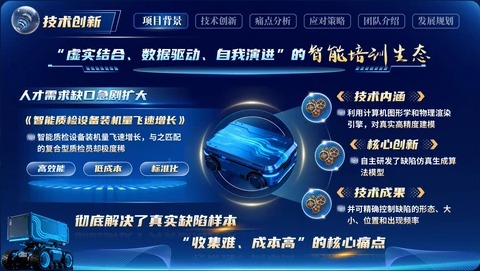 技术创新
项目背景
技术创新
痛点分析
应对策略
团队介绍
发展规划
“虚实结合、数据驱动、自我演进”的智能培训生态
人才需求缺口急剧扩大
《智能质检设备装机量飞速增长》
智能质检设备装机量飞速增长，与之匹配
的复合型质检员却极度稀
高效能
低成本
标准化
技术内涵
利用计算机图形学和物理渲染
引擎，对真实高精度建模
核心创新
自主研发了缺陷仿真生成算
法模型
技术成果
并可精确控制缺陷的形态、大
小、位置和出现频率
彻底解决了真实缺陷样本
“收集难、成本高”的核心痛点